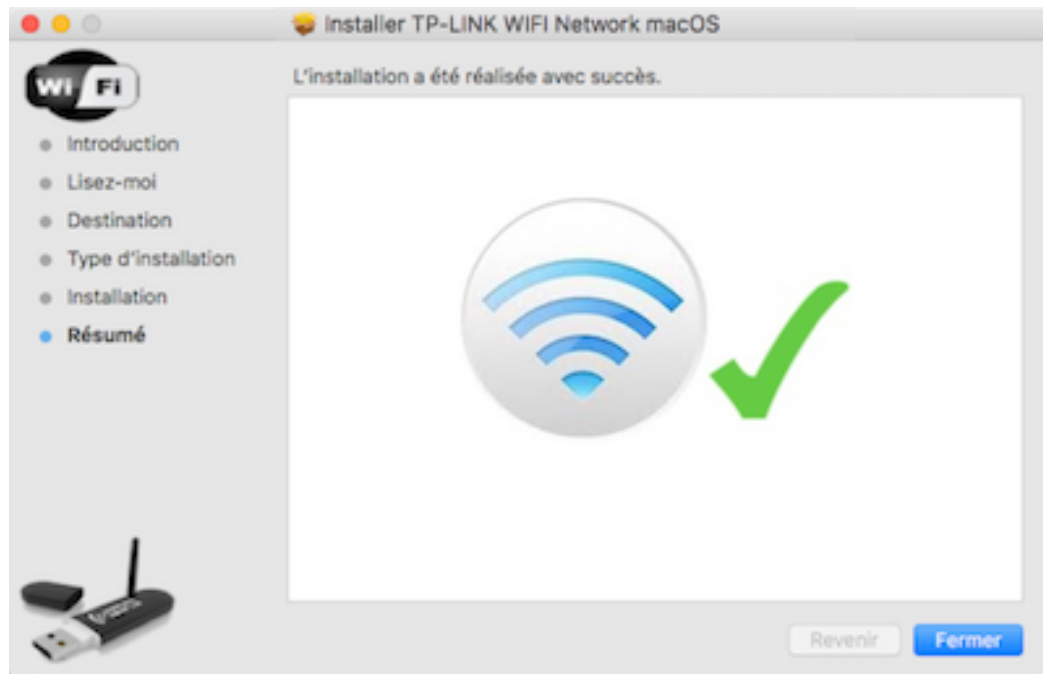 Installer TP-LINK WIFI Network macOS
Wi Fi
L'installation a été réalisée avec succès.
Introduction
Lisez-moi
Destination
Type d'installation
Installation
Résumé
Revenir
Fermer